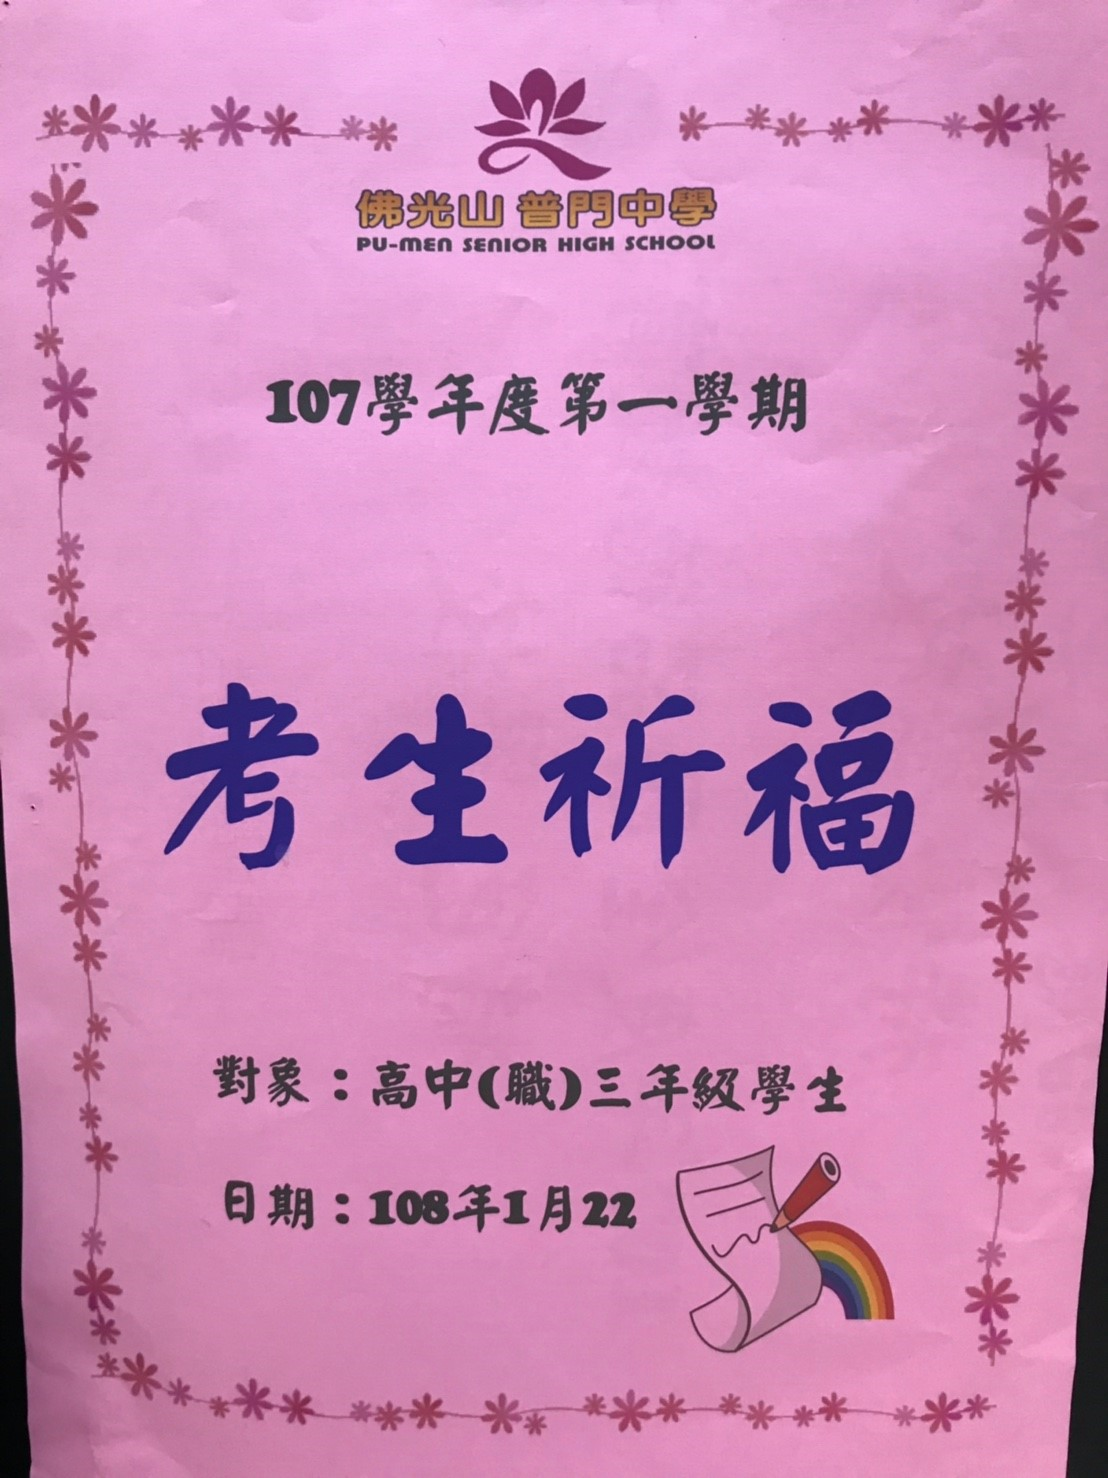 佛光山 普門中學
PU-MEN SENIOR HIGH SCHOOL
107學年度第一學期
考生祈福
對象：高中(職)三年級學生
日期：108年1月22